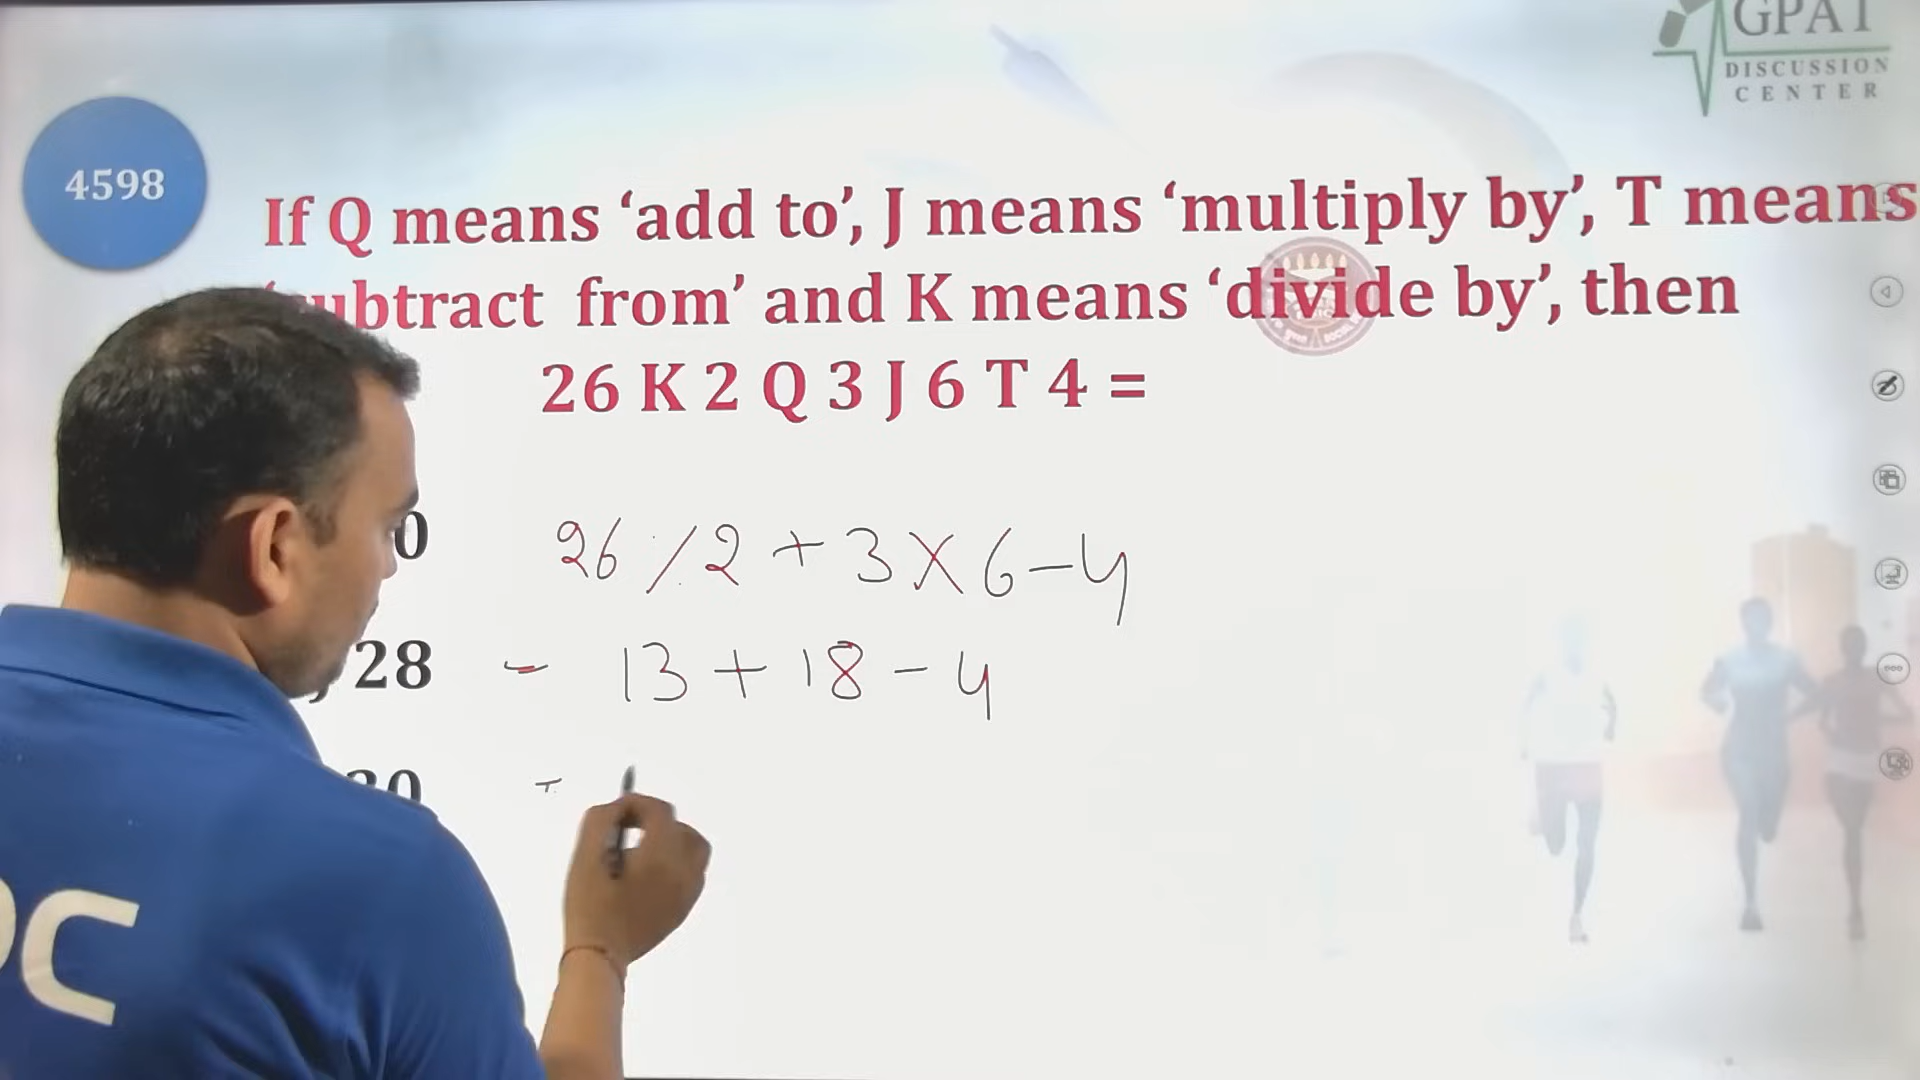 GPAT
DISCUSSION
CENTER
4598
If Q means ‘add to’, J means ‘multiply by’, T means
‘subtract from’ and K means ‘divide by’, then
26 K 2 Q 3 J 6 T 4 =
26 / 2 + 3 X 6 - 4
28
- 13 + 18 - 4